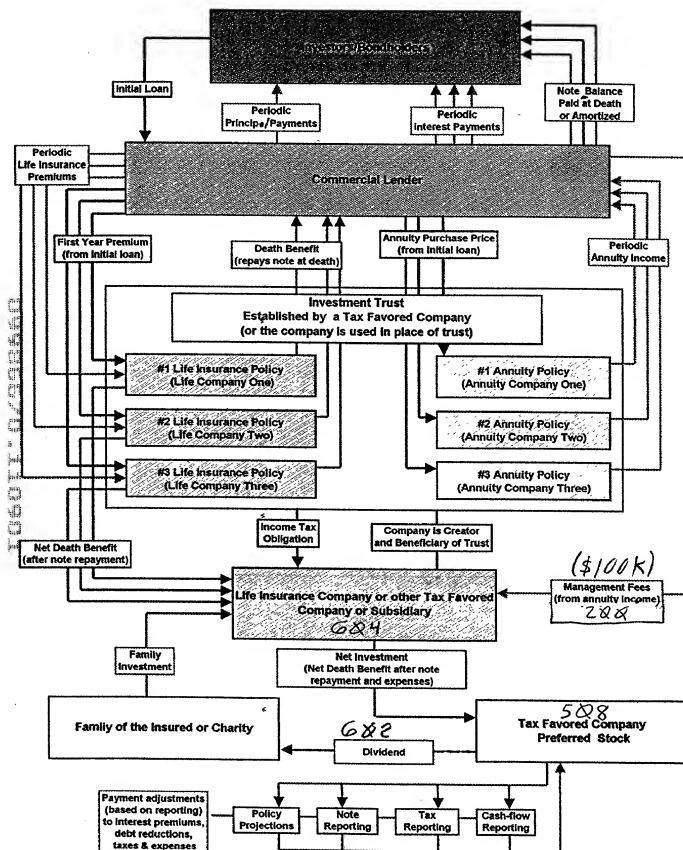 Investors/Bondholders
Initial Loan
Periodic
Principe/Payments
Periodic
Interest Payments
Note Balance
Paid at Death
or Amortized
Periodic
Life Insurance
Premiums
Commercial Lender
First Year Premium
(from initial loan)
Death Benefit
(repays note at death)
Annuity Purchase Price
(from initial loan)
Periodic
Annuity Income
Investment Trust
Established by a Tax Favored Company
(or the company is used in place of trust)
#1 Life Insurance Policy
(Life Company One)
#1 Annuity Policy
(Annuity Company One)
#2 Life Insurance Policy
(Life Company Two)
#2 Annuity Policy
(Annuity Company Two)
#3 Life Insurance Policy
(Life Company Three)
#3 Annuity Policy
(Annuity Company Three)
Net Death Benefit
(after note repayment)
Income Tax
Obligation
Company is Creator
and Beneficiary of Trust
Life Insurance Company or other Tax Favored
Company or Subsidiary
604
($100K)
Management Fees
(from annuity income)
200
Family
Investment
Net Investment
(Net Death Benefit after note
repayment and expenses)
Family of the Insured or Charity
602
Dividend
508
Tax Favored Company
Preferred Stock
Payment adjustments
(based on reporting)
to interest premiums,
debt reductions,
taxes & expenses
Policy
Projections
Note
Reporting
Tax
Reporting
Cash-flow
Reporting